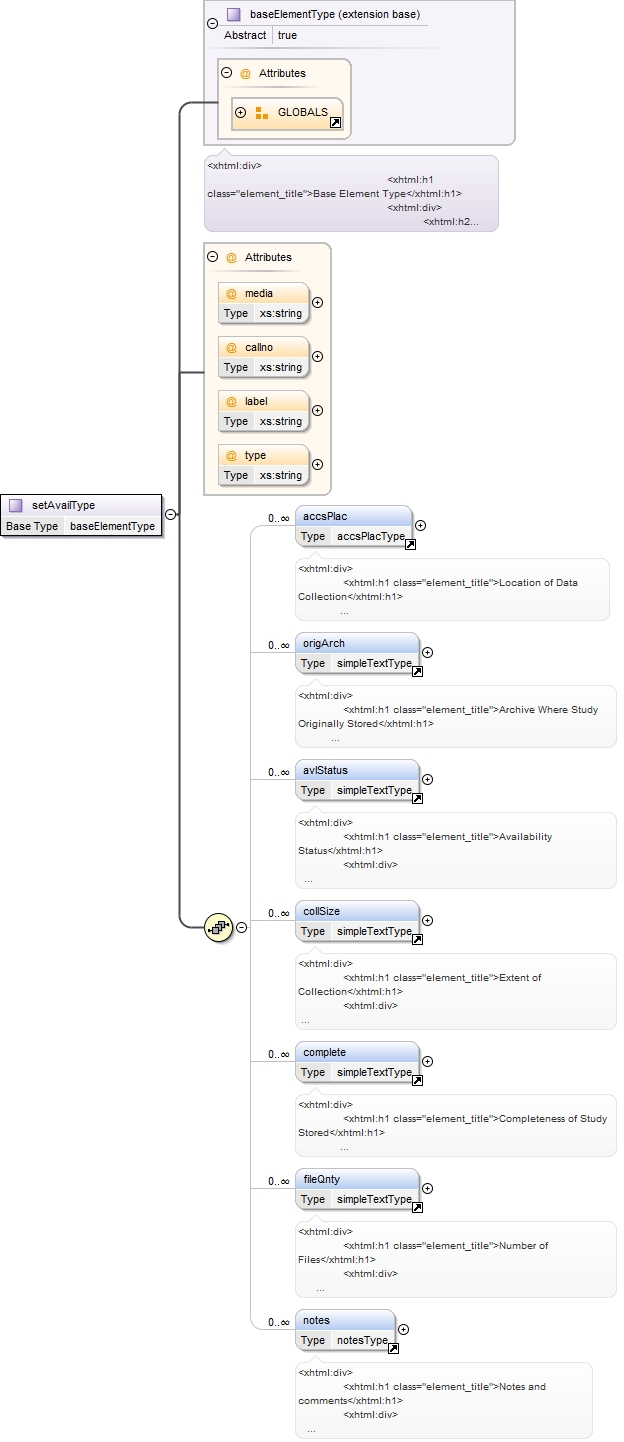 baseElementType (extension base)
Abstract true
@ Attributes
GLOBALS
<xhtml:div>
<xhtml:h1
class="element_title">Base Element Type</xhtml:h1>
<xhtml:div>
<xhtml:h2...
@ Attributes
@ media
Type xs:string
@ callno
Type xs:string
@ label
Type xs:string
@ type
Type xs:string
setAvailType
Base Type baseElementType
0..∞ accsPlac
Type accsPlacType
<xhtml:div>
<xhtml:h1 class="element_title">Location of Data
Collection</xhtml:h1>
...
0..∞ origArch
Type simpleTextType
<xhtml:div>
<xhtml:h1 class="element_title">Archive Where Study
Originally Stored</xhtml:h1>
...
0..∞ avlStatus
Type simpleTextType
<xhtml:div>
<xhtml:h1 class="element_title">Availability
Status</xhtml:h1>
<xhtml:div>
...
0..∞ collSize
Type simpleTextType
<xhtml:div>
<xhtml:h1 class="element_title">Extent of
Collection</xhtml:h1>
<xhtml:div>
...
0..∞ complete
Type simpleTextType
<xhtml:div>
<xhtml:h1 class="element_title">Completeness of Study
Stored</xhtml:h1>
...
0..∞ fileQnty
Type simpleTextType
<xhtml:div>
<xhtml:h1 class="element_title">Number of
Files</xhtml:h1>
<xhtml:div>
...
0..∞ notes
Type notesType
<xhtml:div>
<xhtml:h1 class="element_title">Notes and
comments</xhtml:h1>
<xhtml:div>
...